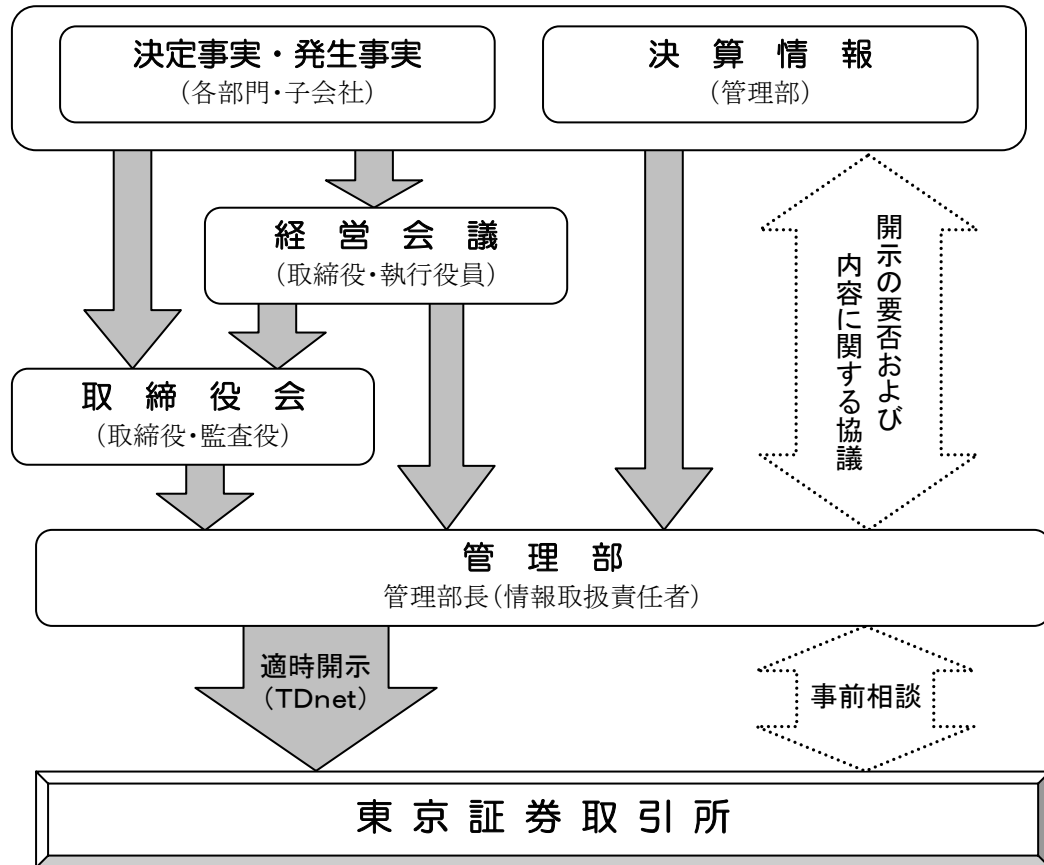 決定事実・発生事実
(各部門・子会社)
決算情報
(管理部)
経営会議
(取締役・執行役員)
開示の要否および
内容に関する協議
取締役会
(取締役・監査役)
管理部
管理部長(情報取扱責任者)
適時開示
(TDnet)
事前相談
東京証券取引所